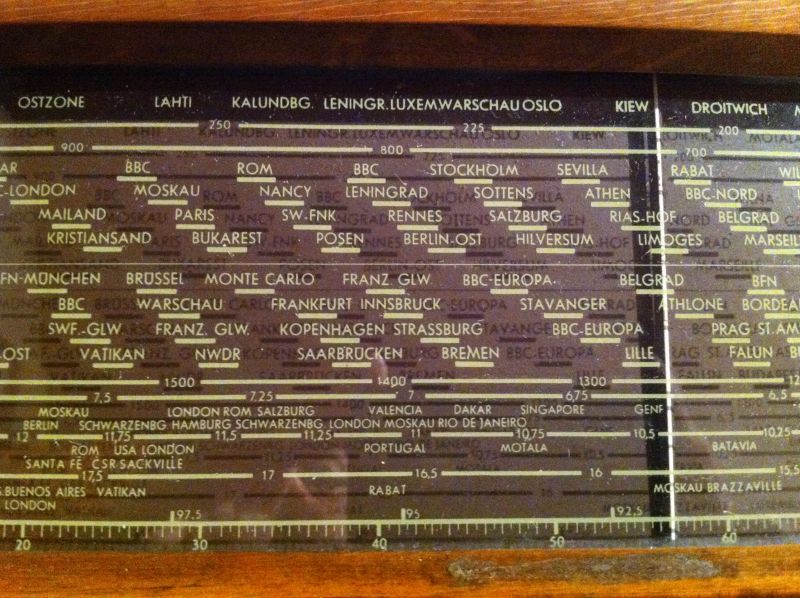 OSTZONE LAHTI KALUNDBG. LENINGR. LUXEM WARSCHAU OSLO KIEW DROITWICH M
250 225 200
900 800 700
AR BBC ROM BBC STOCKHOLM SEVILLA RABAT WIL
C-LONDON MOSKAU NANCY LENINGRAD SOTTENS ATHEN BBC-NORD
MAILAND PARIS SW-FNK RENNES SALZBURG RIAS-HOF BELGRAD
KRISTIANSAND BUKAREST POSEN BERLIN-OST HILVERSUM LIMOGES MARSEIL
FN-MÜNCHEN BRÜSSEL MONTE CARLO FRANZ. GLW. BBC-EUROPA BELGRAD BFN
BBC WARSCHAU FRANKFURT INNSBRUCK STAVANGER ATHLONE BORDEA
SWF.-GLW. FRANZ. GLW. KOPENHAGEN STRASSBURG BBC-EUROPA PRAG ST. AM
-OST VATIKAN NWDR SAARBRÜCKEN BREMEN LILLE FALUN B
1500 1400 1300 12
7,5 7,25 7 6,75 6,5
MOSKAU LONDON ROM SALZBURG VALENCIA DAKAR SINGAPORE GENF
BERLIN SCHWARZENBG HAMBURG SCHWARZENBG. LONDON MOSKAU RIO DE JANEIRO
12 11,75 11,5 11,25 11 10,75 10,5 10,25
ROM USA LONDON PORTUGAL MOTALA BATAVIA
SANTA FÉ CSR SACKVILLE
17,5 17 16,5 16 15,5
S.BUENOS AIRES VATIKAN RABAT MOSKAU BRAZZAVILLE
LONDON
97,5 95 92,5
20 30 40 50 60